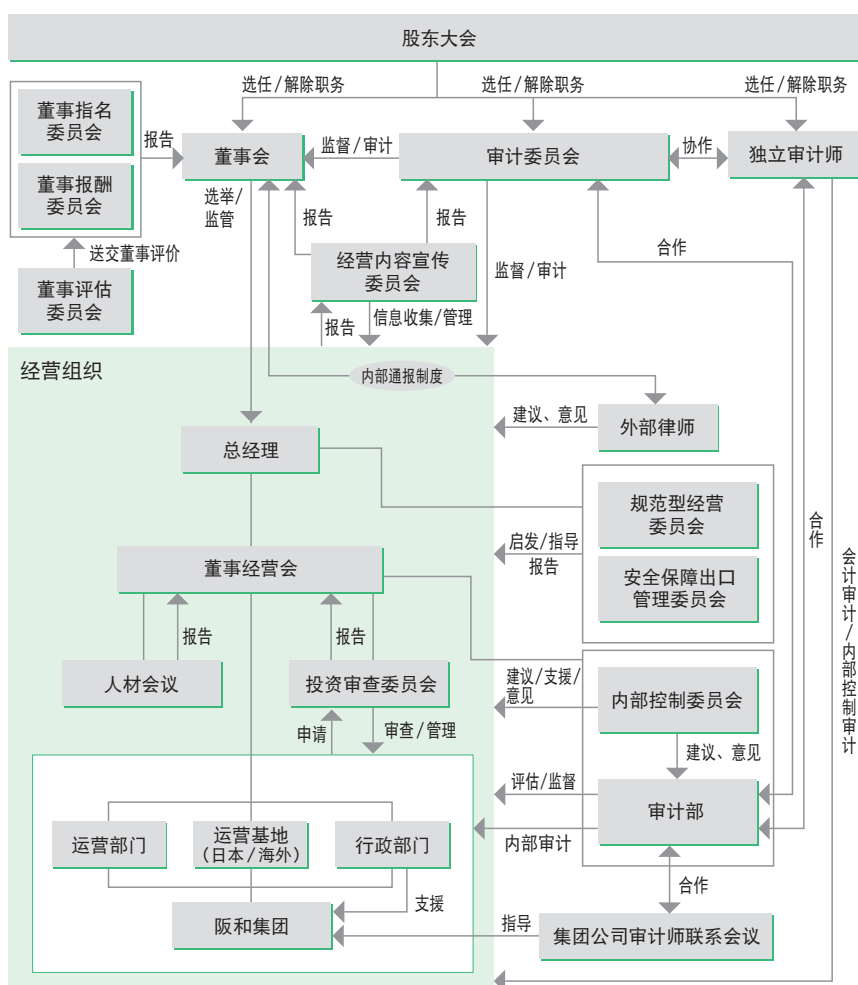 股东大会
选任/解除职务
选任/解除职务
选任/解除职务
董事指名
委员会
董事报酬
委员会
报告
董事会
监督/审计
审计委员会
协作
独立审计师
选举/
监管
报告
报告
合作
送交董事评价
经营内容宣传
委员会
监督/审计
董事评估
委员会
报告
信息收集/管理
经营组织
内部通报制度
建议、意见
外部律师
总经理
规范型经营
委员会
启发/指导
报告
安全保障出口
管理委员会
合作
会计审计/内部控制审计
董事经营会
报告
报告
人材会议
投资审查委员会
建议/支援/
意见
内部控制委员会
申请
审查/管理
建议、意见
评估/监督
审计部
内部审计
运营部门
运营基地
(日本/海外)
行政部门
合作
支援
阪和集团
指导
集团公司审计师联系会议